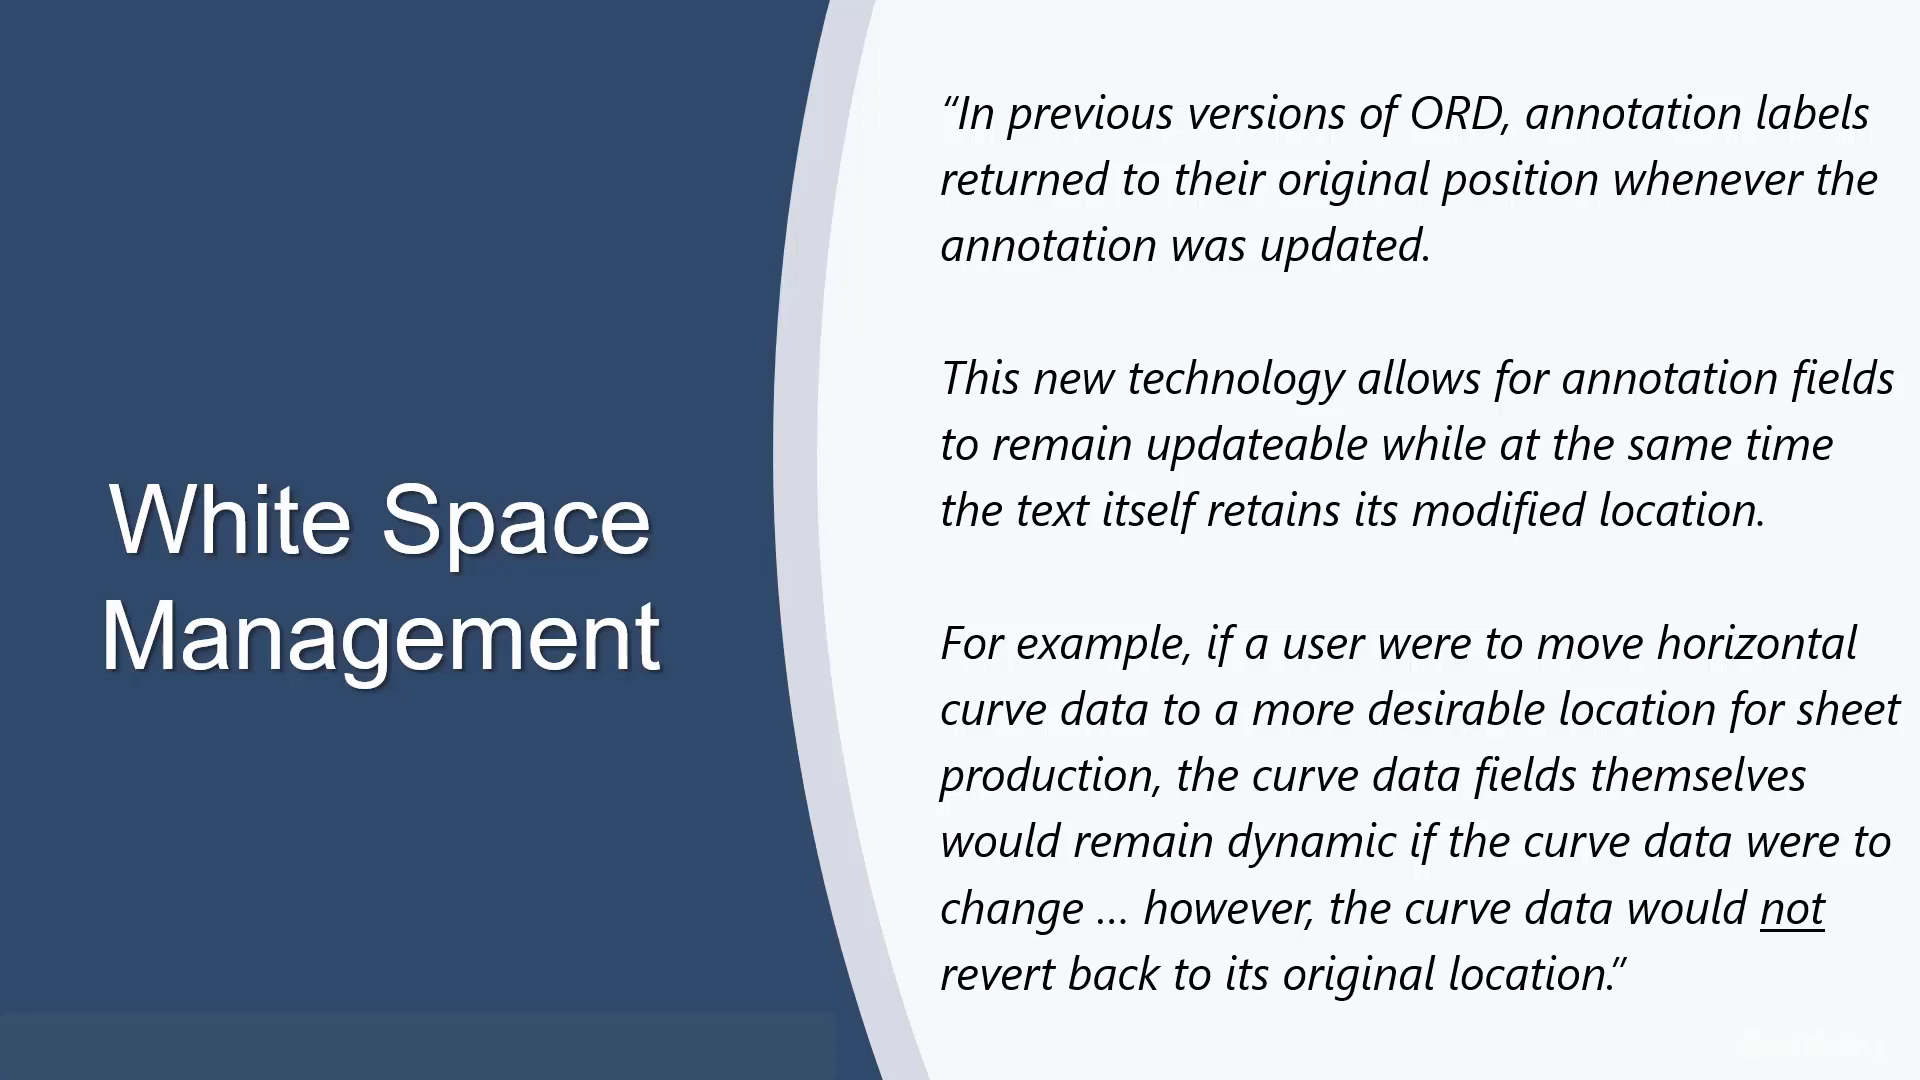 White Space
Management
“In previous versions of ORD, annotation labels
returned to their original position whenever the
annotation was updated.
This new technology allows for annotation fields
to remain updateable while at the same time
the text itself retains its modified location.
For example, if a user were to move horizontal
curve data to a more desirable location for sheet
production, the curve data fields themselves
would remain dynamic if the curve data were to
change ... however, the curve data would not
revert back to its original location.”